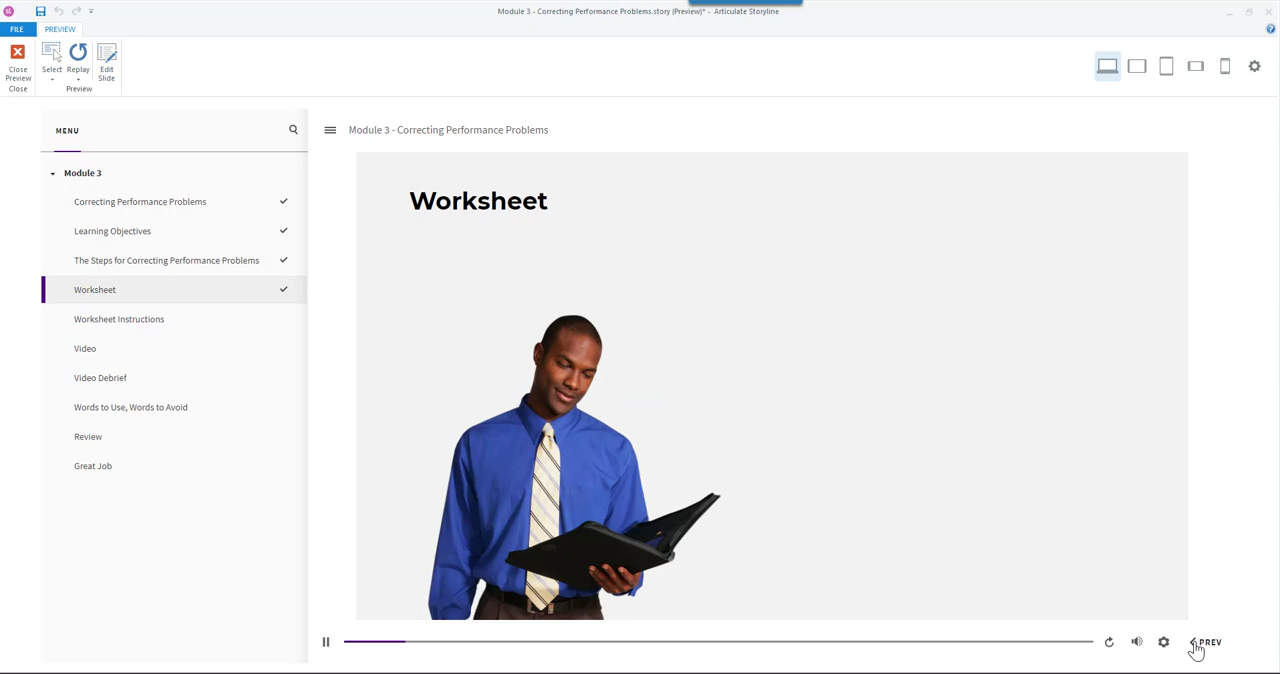 Module 3 - Correcting Performance Problems.story (Preview)* - Articulate Storyline
FILE
PREVIEW
Close Preview
Select
Replay
Edit Slide
Close
Preview
MENU
Module 3 - Correcting Performance Problems
Module 3
Correcting Performance Problems
Learning Objectives
The Steps for Correcting Performance Problems
Worksheet
Worksheet Instructions
Video
Video Debrief
Words to Use, Words to Avoid
Review
Great Job
Worksheet
PREV